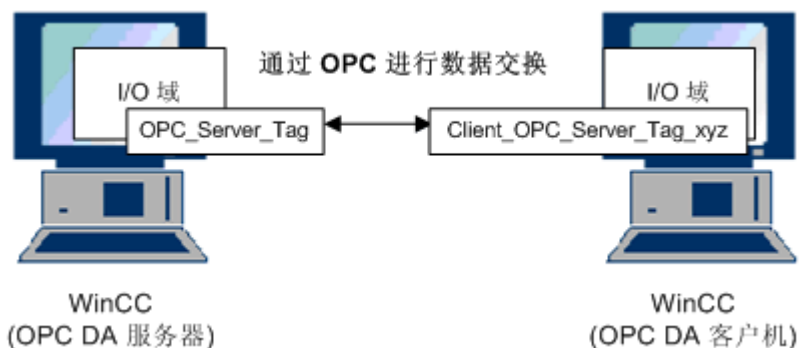 通过 OPC 进行数据交换
I/O 域
OPC_Server_Tag
I/O 域
Client_OPC_Server_Tag_xyz
WinCC
(OPC DA 服务器)
WinCC
(OPC DA 客户机)